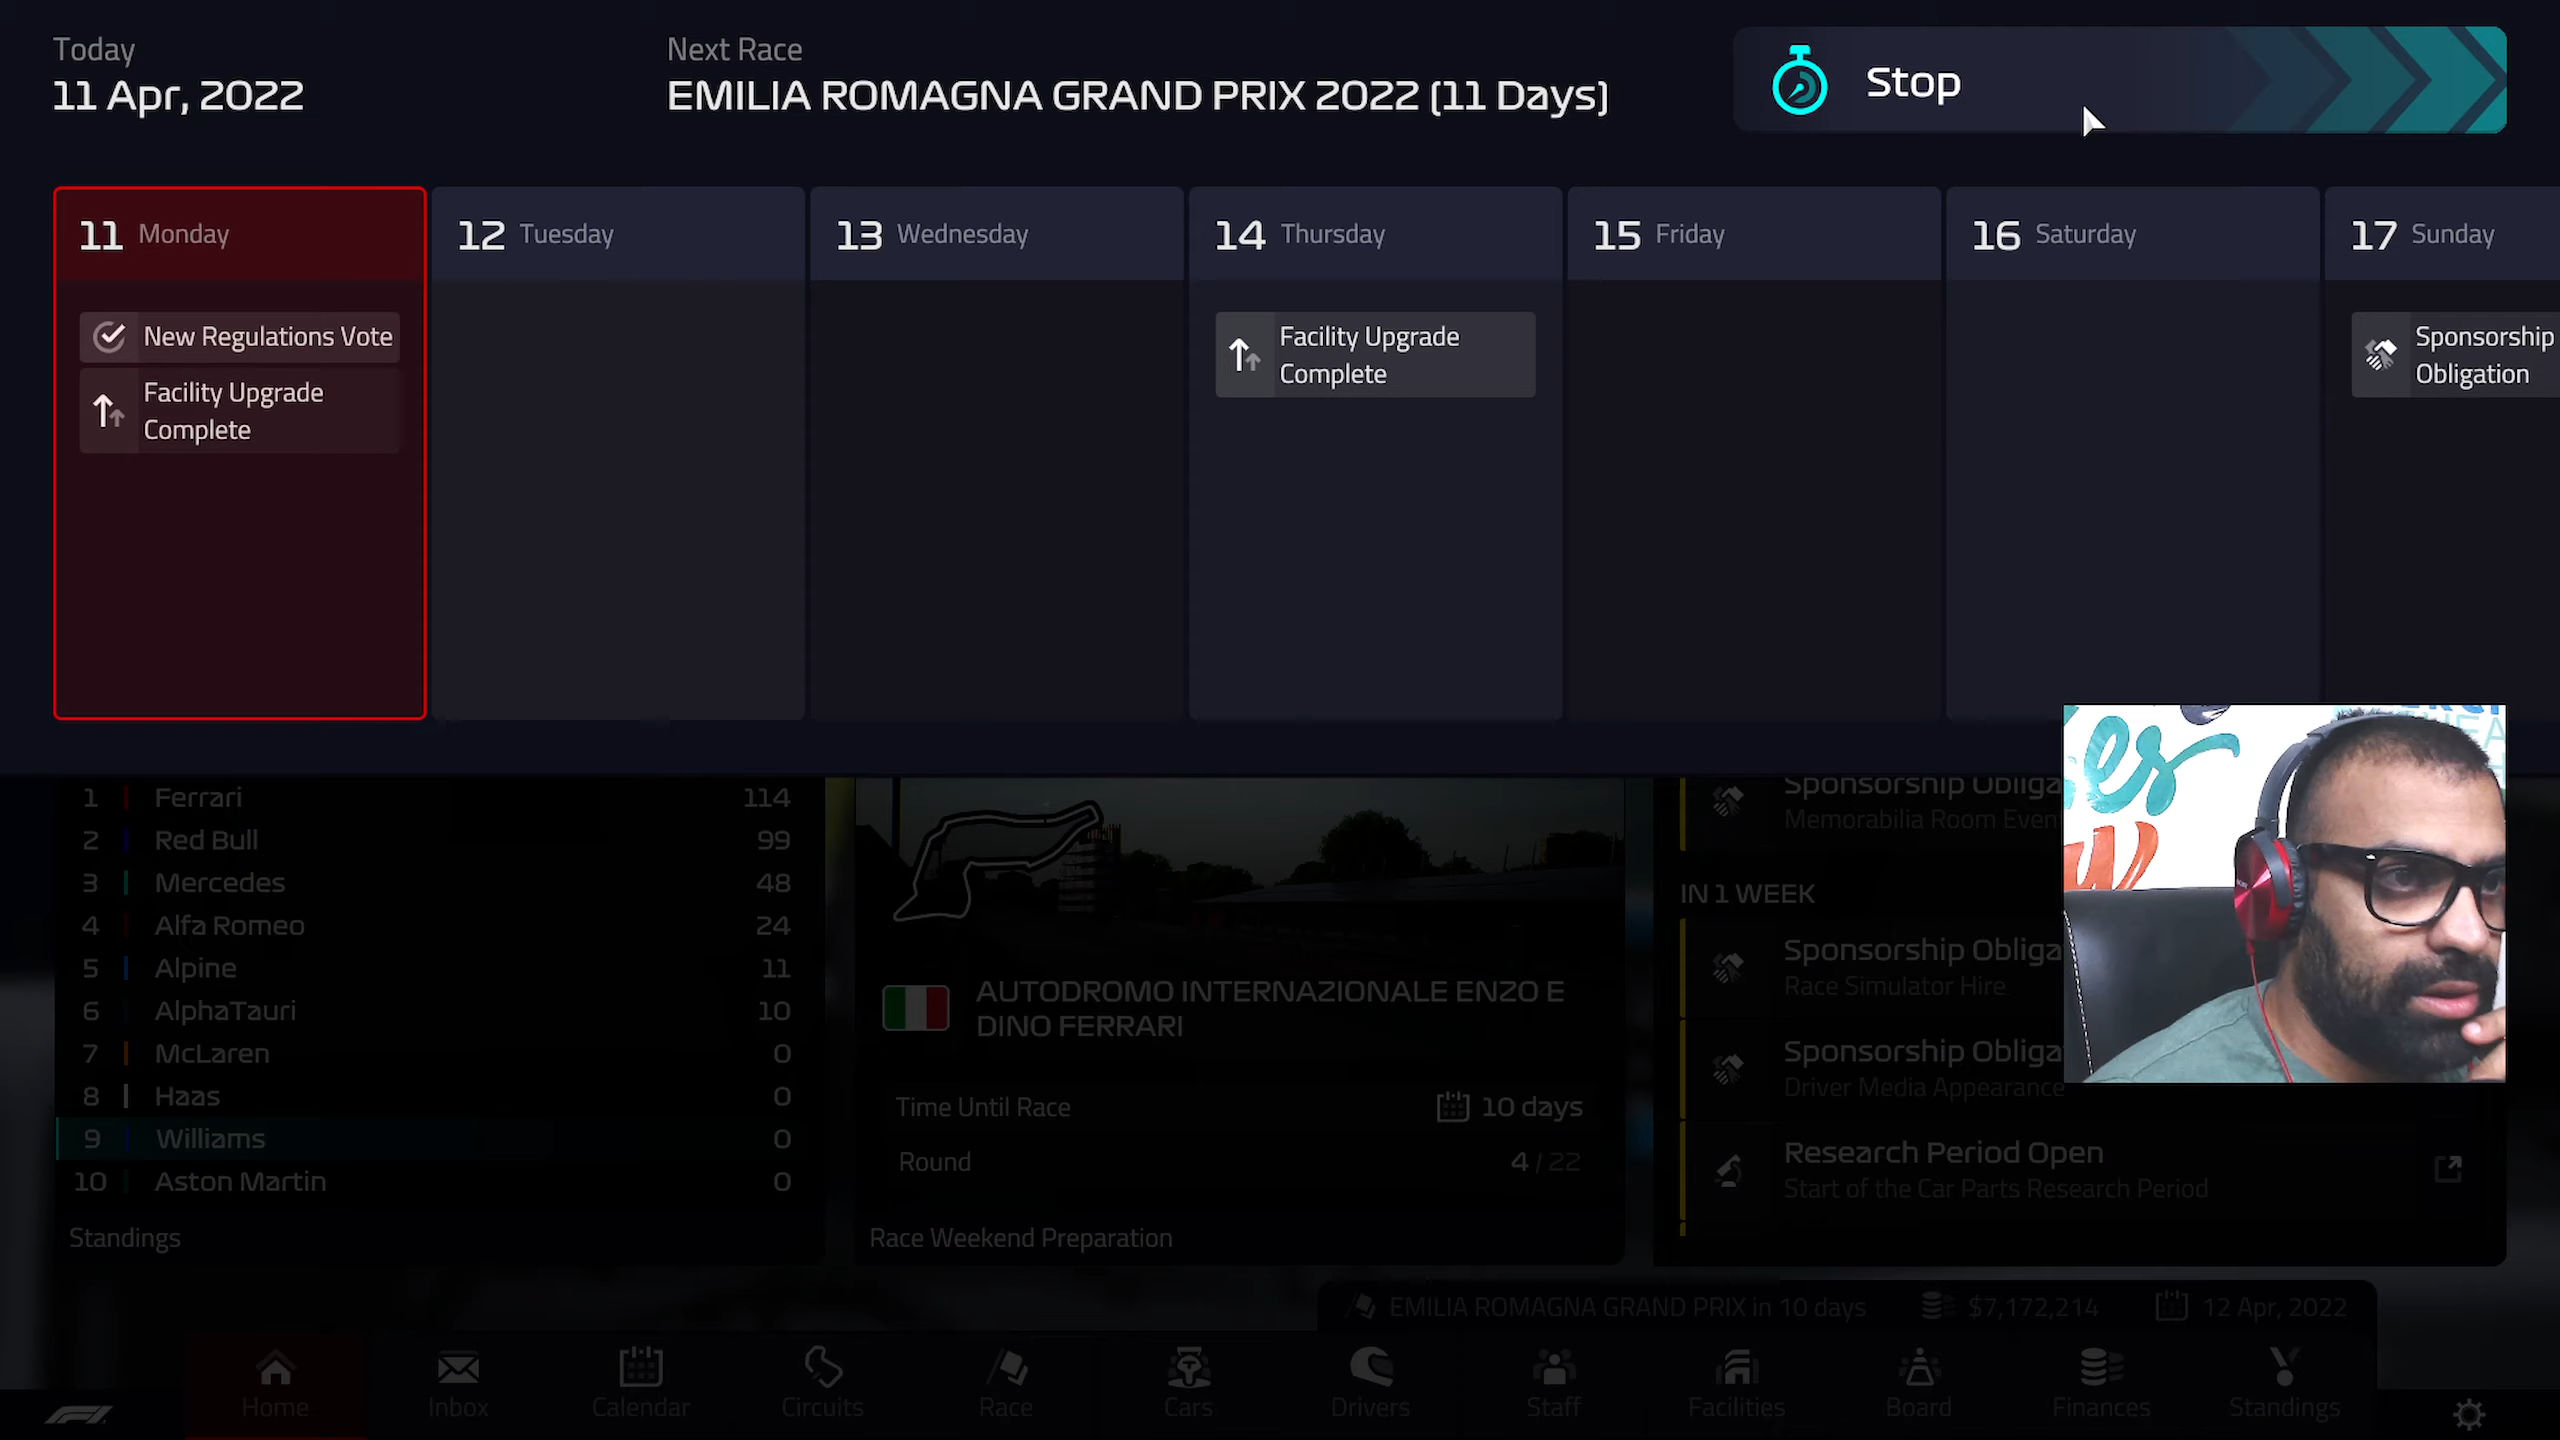 Today
11 Apr, 2022
Next Race
EMILIA ROMAGNA GRAND PRIX 2022 (11 Days)
Stop
11 Monday
12 Tuesday
13 Wednesday
14 Thursday
15 Friday
16 Saturday
17 Sunday
New Regulations Vote
Facility Upgrade
Complete
Facility Upgrade
Complete
Sponsorship
Obligation
1 Ferrari 114
2 Red Bull 99
3 Mercedes 48
4 Alfa Romeo 24
5 Alpine 11
6 AlphaTauri 10
7 McLaren 0
8 Haas 0
9 Williams 0
10 Aston Martin 0
Standings
AUTODROMO INTERNAZIONALE ENZO E
DINO FERRARI
Time Until Race 10 days
Round 4 / 22
Race Weekend Preparation
Sponsorship Obliga
Memorabilia Room Even
IN 1 WEEK
Sponsorship Obliga
Race Simulator Hire
Sponsorship Obliga
Driver Media Appearance
Research Period Open
Start of the Car Parts Research Period
EMILIA ROMAGNA GRAND PRIX in 10 days $7,172,214 12 Apr, 2022
Home
Inbox
Calendar
Circuits
Race
Cars
Drivers
Staff
Facilities
Board
Finances
Standings